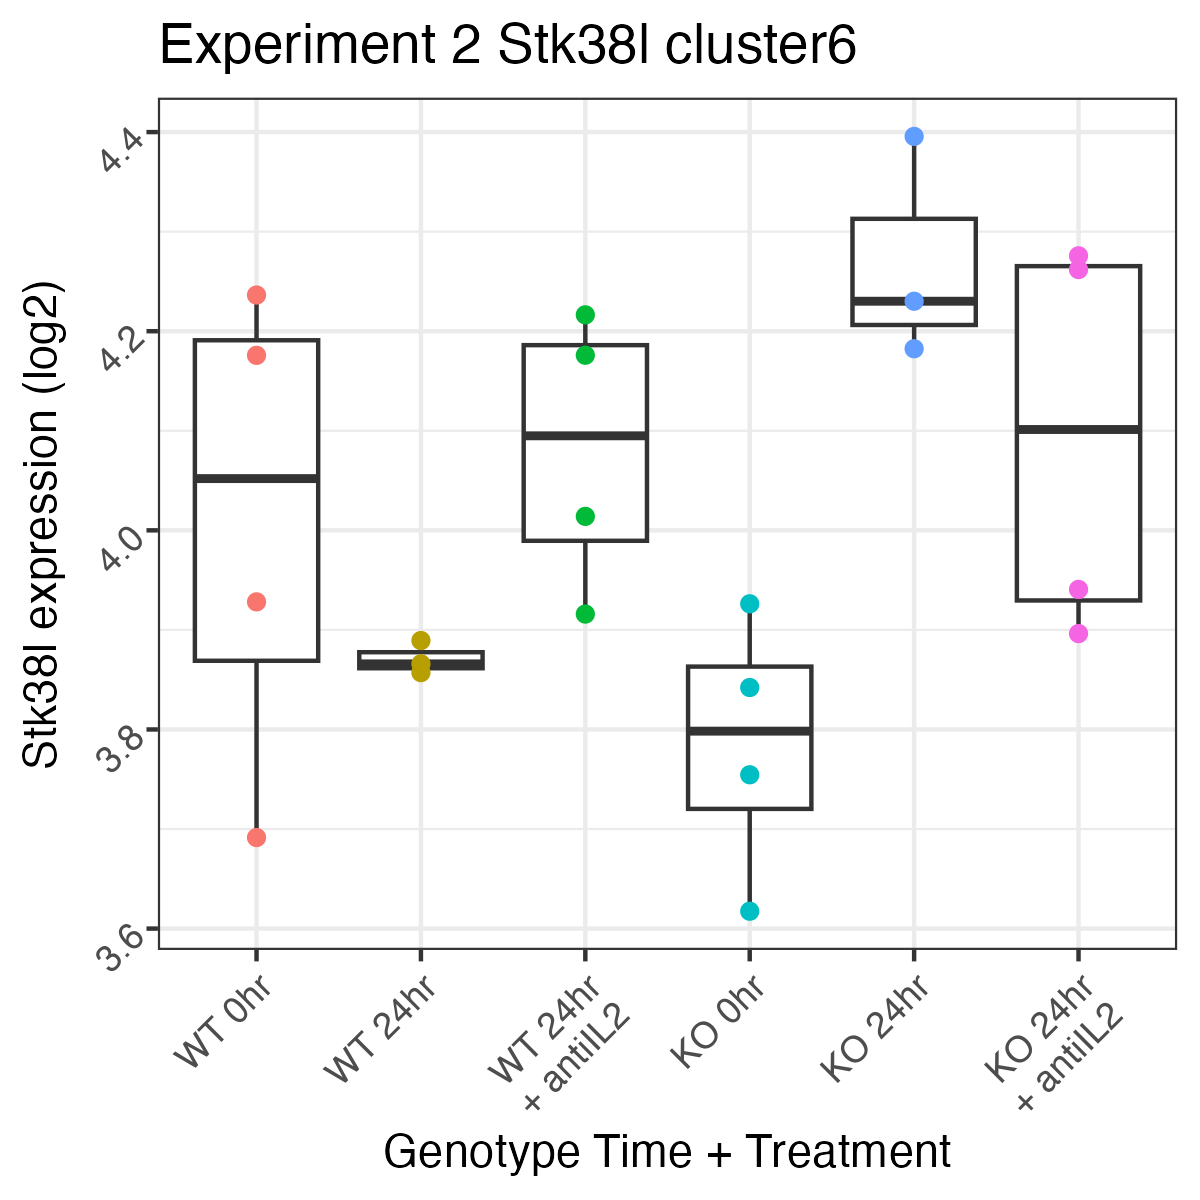 Experiment 2 Stk38l cluster6
Stk38l expression (log2)
4.4
4.2
4.0
3.8
3.6
WT 0hr
WT 24hr
WT 24hr
+ antiIL2
KO 0hr
KO 24hr
KO 24hr
+ antiIL2
Genotype Time + Treatment